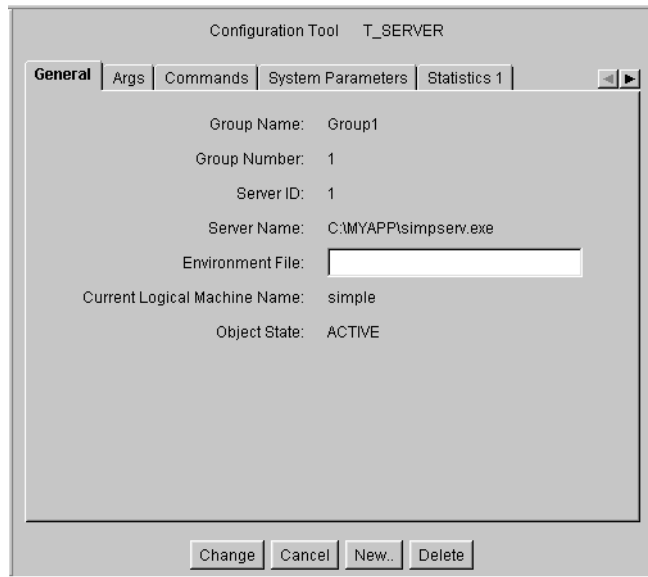 Configuration Tool T_SERVER
General Args Commands System Parameters Statistics 1
Group Name: Group1
Group Number: 1
Server ID: 1
Server Name: C:\MYAPP\simpserv.exe
Environment File:
Current Logical Machine Name: simple
Object State: ACTIVE
Change Cancel New.. Delete